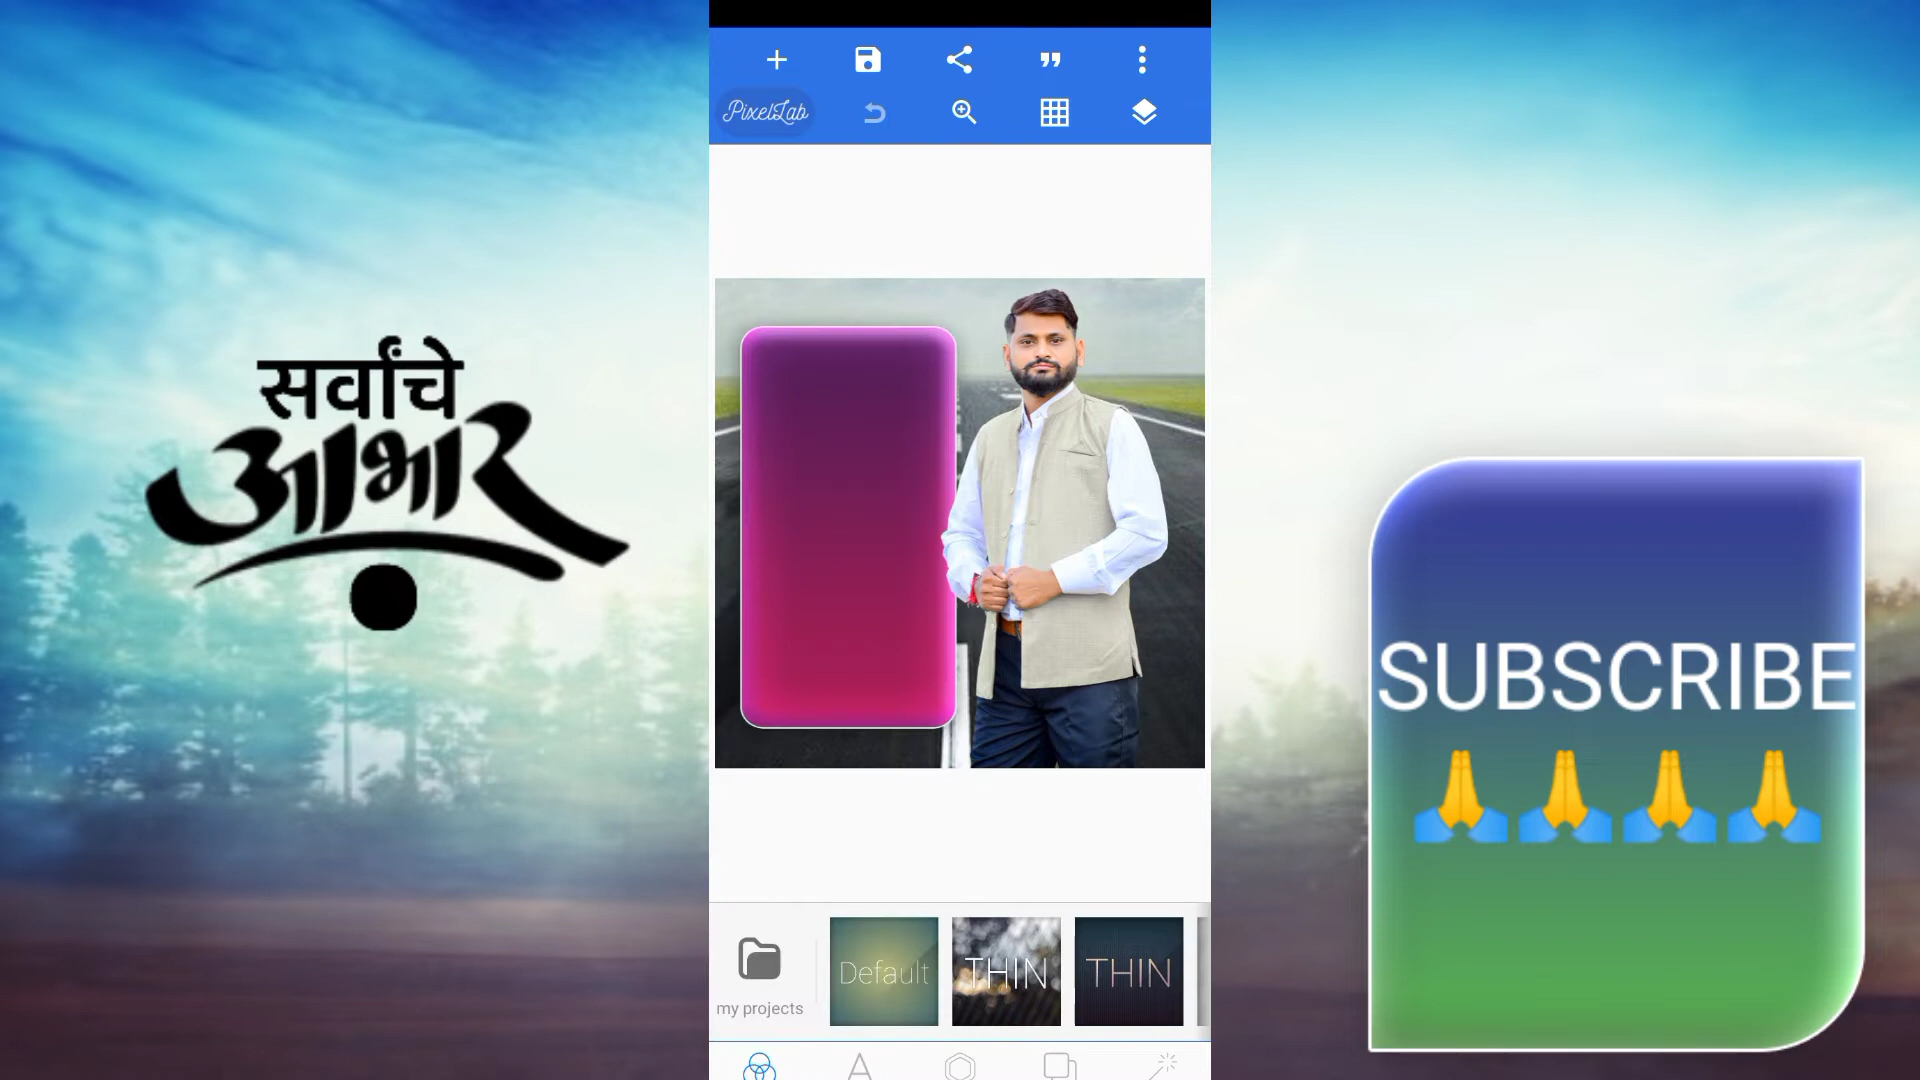 सर्वांचे
आभार
PixelLab
SUBSCRIBE
🙏🙏🙏🙏
Default
THIN
THIN
my projects